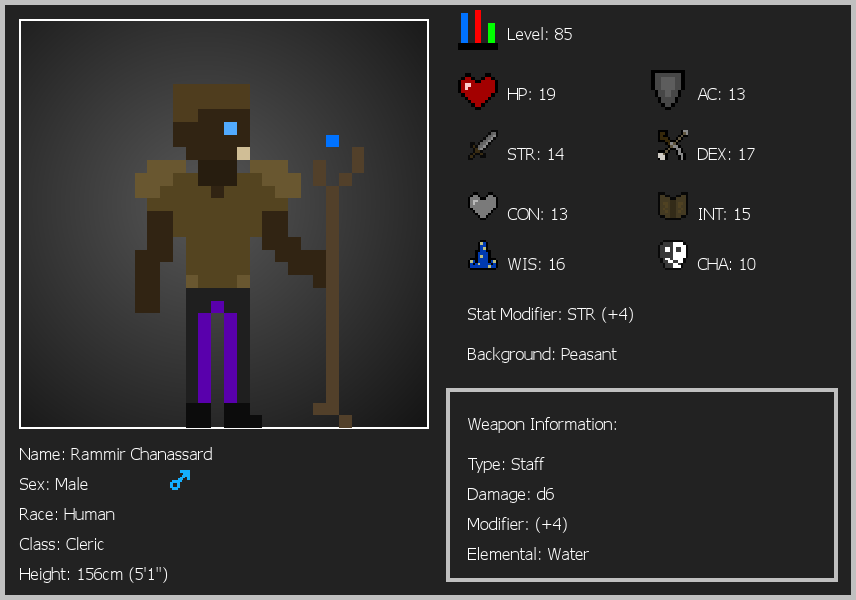 Level: 85
HP: 19
AC: 13
STR: 14
DEX: 17
CON: 13
INT: 15
WIS: 16
CHA: 10
Stat Modifier: STR (+4)
Background: Peasant
Weapon Information:
Type: Staff
Damage: d6
Modifier: (+4)
Elemental: Water
Name: Rammir Chanassard
Sex: Male
Race: Human
Class: Cleric
Height: 156cm (5'1")